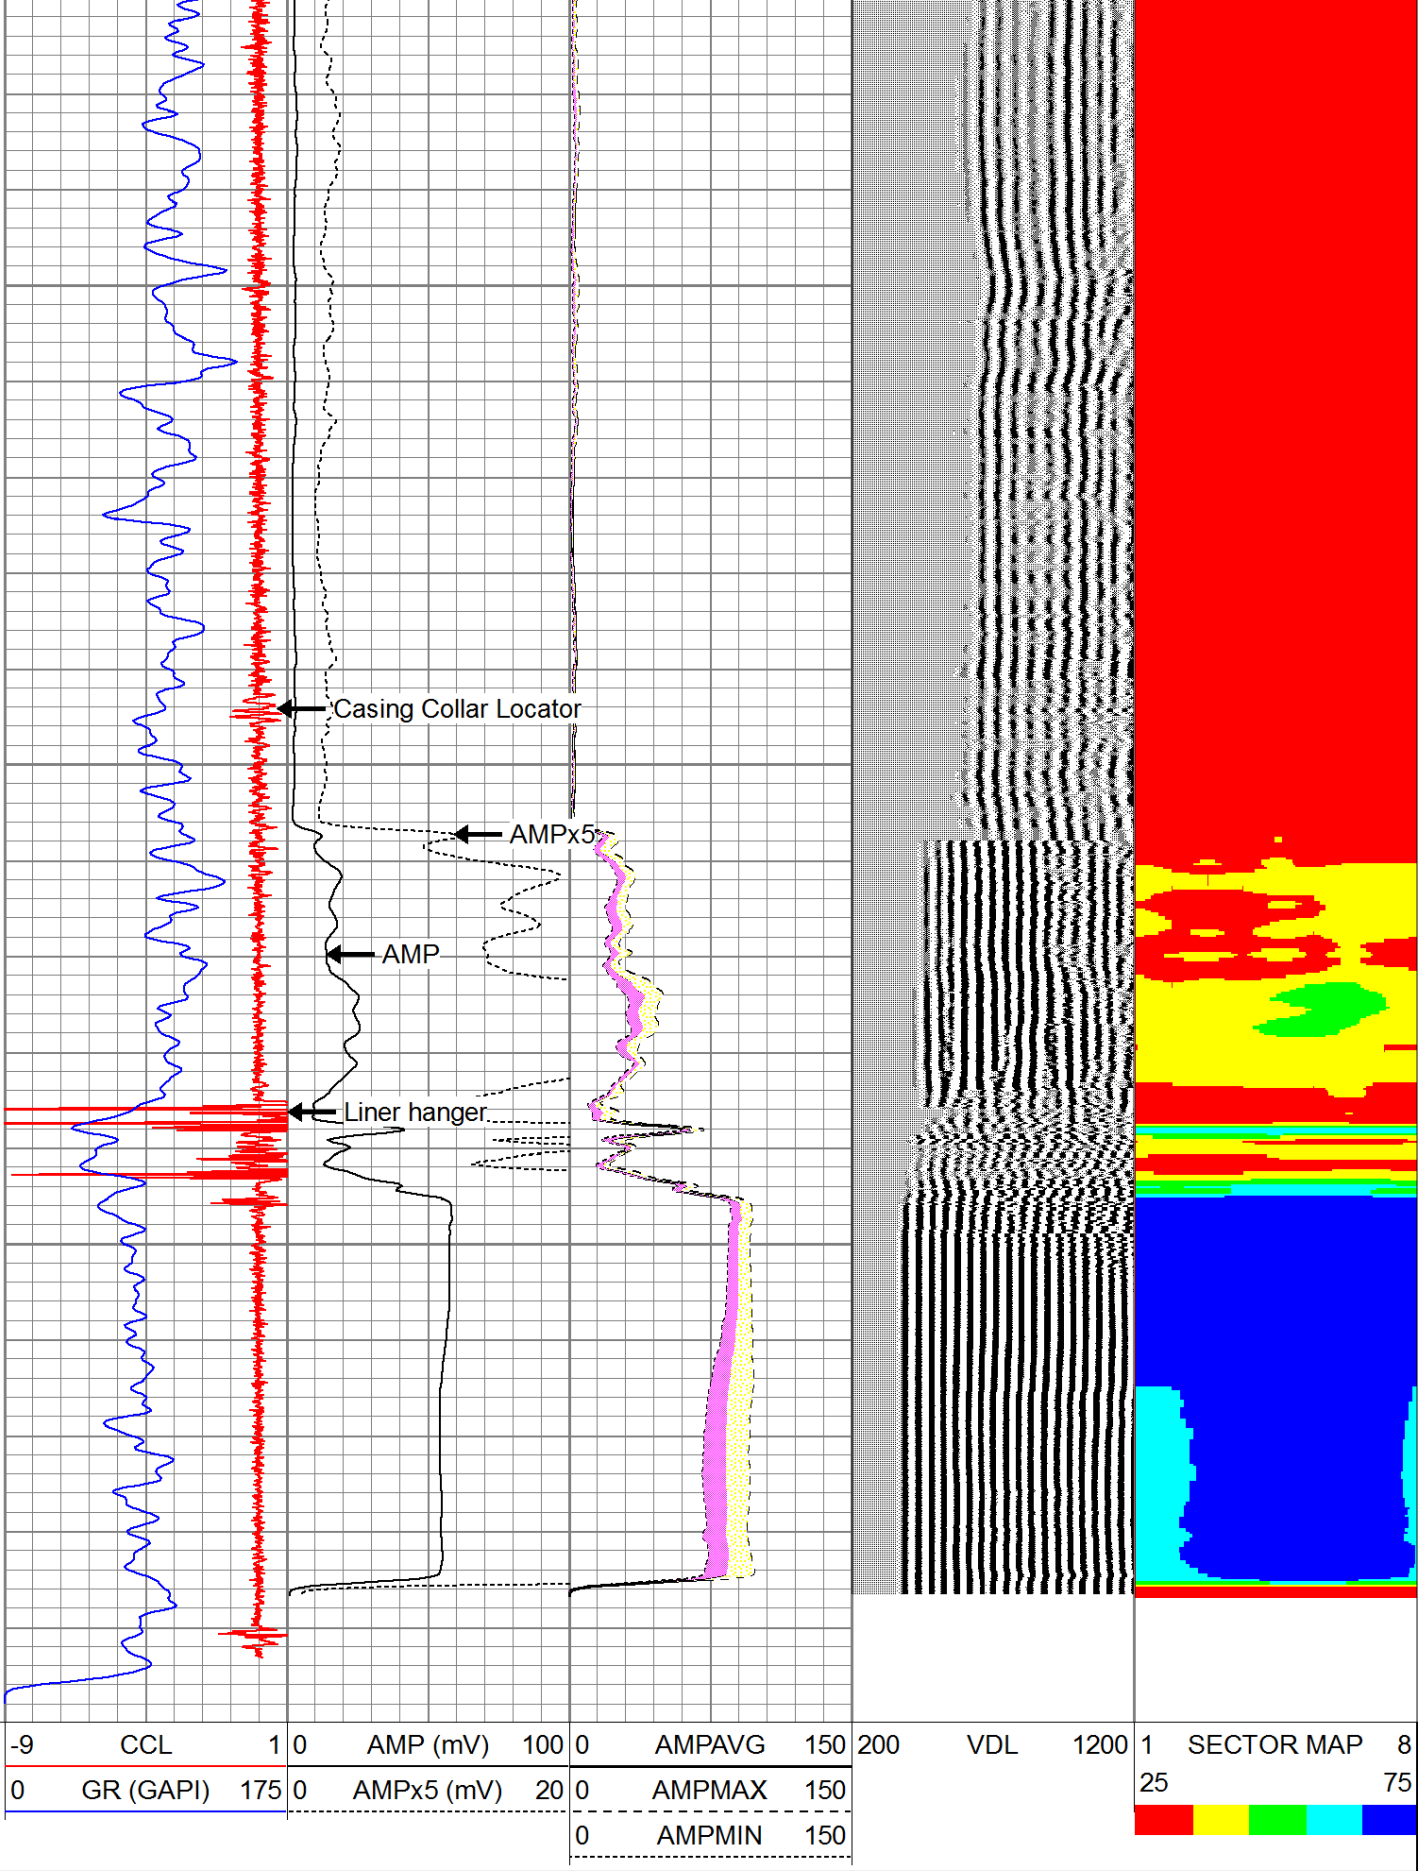 Casing Collar Locator
AMPx5
AMP
Liner hanger
-9 CCL 1 0 AMP (mV) 100 0 AMPAVG 150 200 VDL 1200 1 SECTOR MAP 8
0 GR (GAPI) 175 0 AMPx5 (mV) 20 0 AMPMAX 150 25 75
0 AMPMIN 150